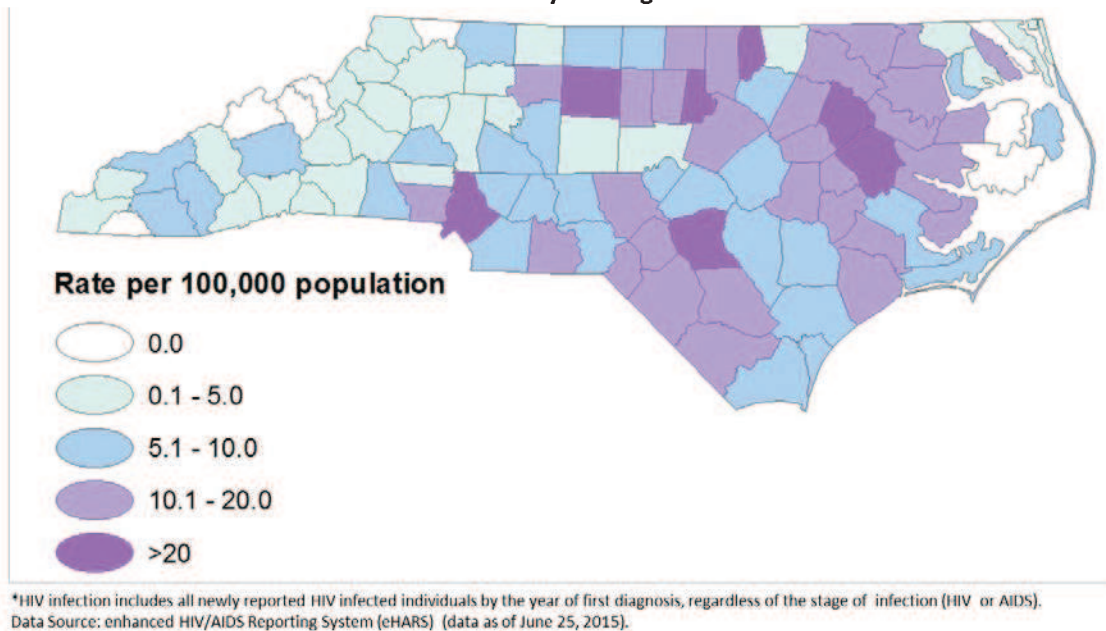 Rate per 100,000 population
0.0
0.1 - 5.0
5.1 - 10.0
10.1 - 20.0
>20
*HIV infection includes all newly reported HIV infected individuals by the year of first diagnosis, regardless of the stage of infection (HIV or AIDS).
Data Source: enhanced HIV/AIDS Reporting System (eHARS) (data as of June 25, 2015).